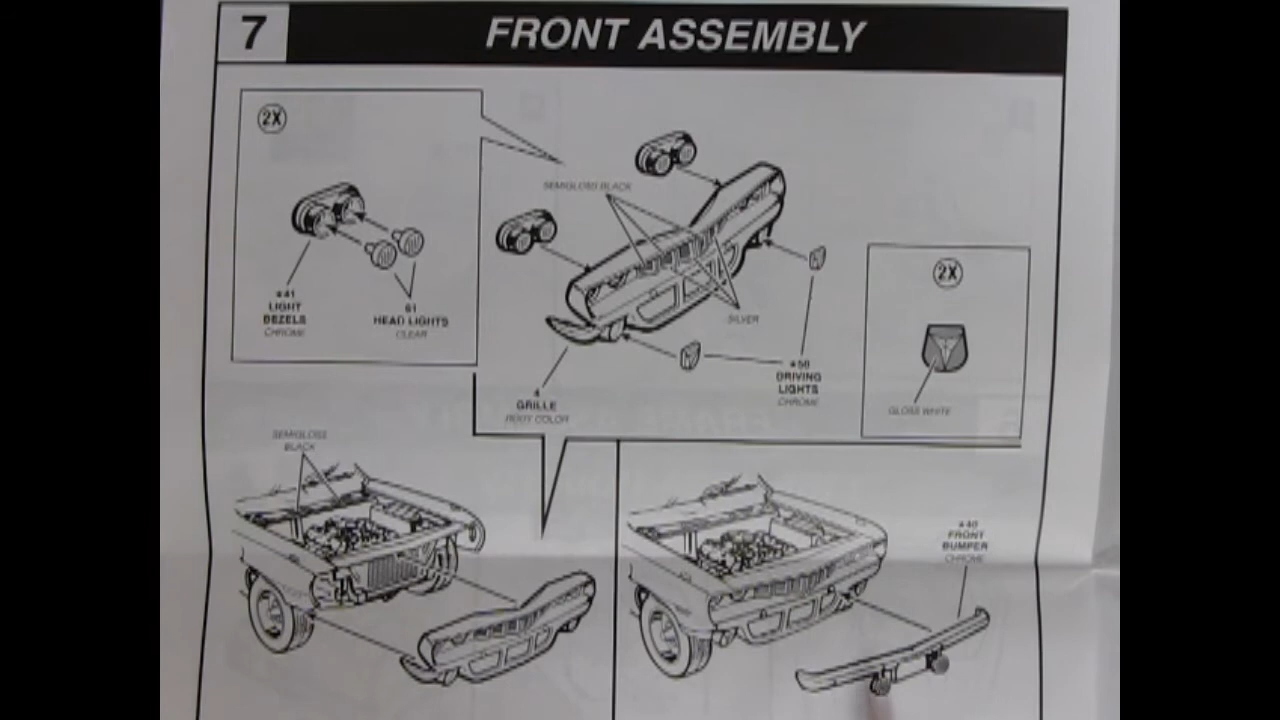 7
FRONT ASSEMBLY
2X
SEMIGLOSS BLACK
2X
★41
LIGHT
BEZELS
CHROME
61
HEAD LIGHTS
CLEAR
SILVER
★50
DRIVING
LIGHTS
CHROME
4
GRILLE
BODY COLOR
GLOSS WHITE
SEMIGLOSS
BLACK
★40
FRONT
BUMPER
CHROME